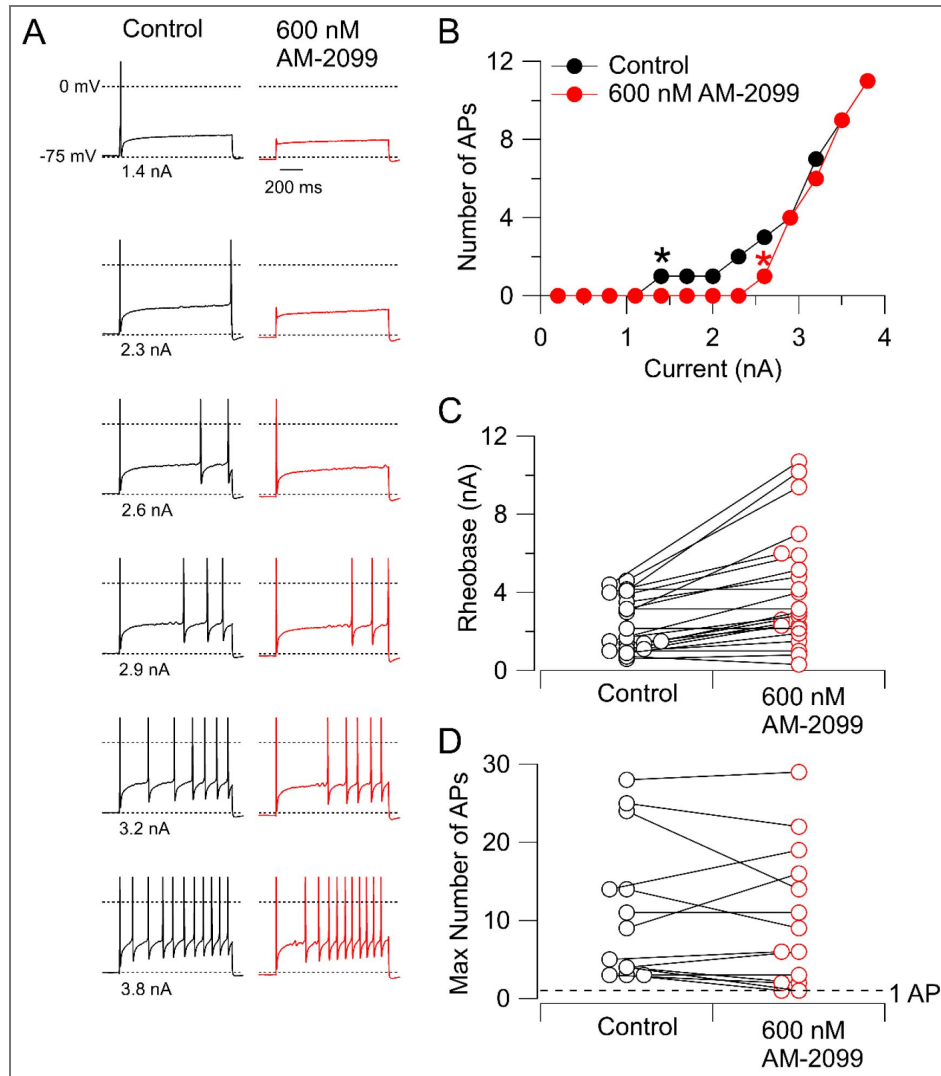 A
Control
600 nM
AM-2099
0 mV
-75 mV
1.4 nA
200 ms
2.3 nA
2.6 nA
2.9 nA
3.2 nA
3.8 nA
B
Control
600 nM AM-2099
Number of APs
12
8
4
0
*
*
0
1
2
3
4
Current (nA)
C
Rheobase (nA)
12
8
4
0
Control
600 nM
AM-2099
D
Max Number of APs
30
20
10
0
1 AP
Control
600 nM
AM-2099